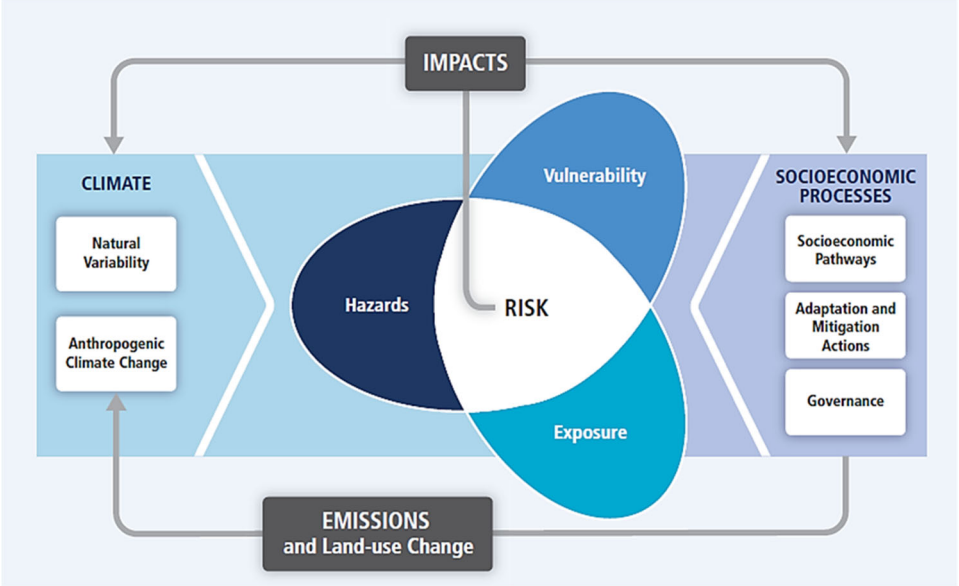 IMPACTS
CLIMATE
Natural
Variability
Anthropogenic
Climate Change
Vulnerability
Hazards
RISK
Exposure
SOCIOECONOMIC
PROCESSES
Socioeconomic
Pathways
Adaptation and
Mitigation
Actions
Governance
EMISSIONS
and Land-use Change